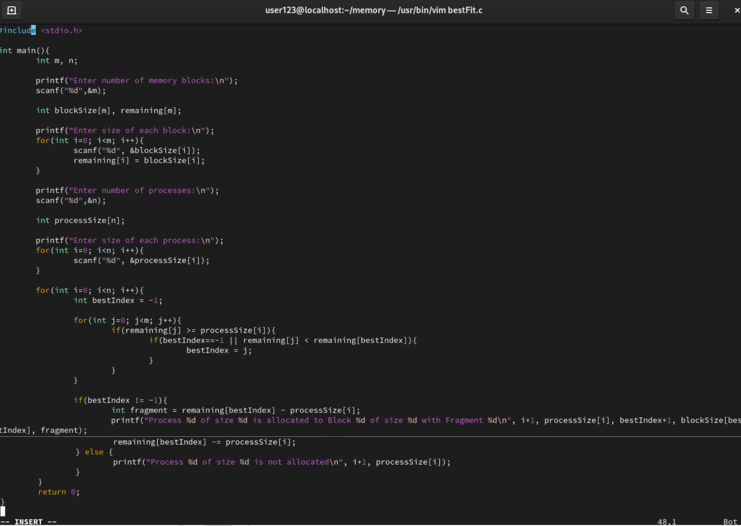 user123@localhost:~/memory — /usr/bin/vim bestFit.c
#include <stdio.h>
int main(){
int m, n;
printf("Enter number of memory blocks:\n");
scanf("%d",&m);
int blockSize[m], remaining[m];
printf("Enter size of each block:\n");
for(int i=0; i<m; i++){
scanf("%d", &blockSize[i]);
remaining[i] = blockSize[i];
}
printf("Enter number of processes:\n");
scanf("%d",&n);
int processSize[n];
printf("Enter size of each process:\n");
for(int i=0; i<n; i++){
scanf("%d", &processSize[i]);
}
for(int i=0; i<n; i++){
int bestIndex = -1;
for(int j=0; j<m; j++){
if(remaining[j] >= processSize[i]){
if(bestIndex==-1 || remaining[j] < remaining[bestIndex]){
bestIndex = j;
}
}
}
if(bestIndex != -1){
int fragment = remaining[bestIndex] - processSize[i];
printf("Process %d of size %d is allocated to Block %d of size %d with Fragment %d\n", i+1, processSize[i], bestIndex+1, blockSize[bes
tIndex], fragment);
remaining[bestIndex] -= processSize[i];
} else {
printf("Process %d of size %d is not allocated\n", i+1, processSize[i]);
}
}
return 0;
}
-- INSERT -- 48,1 Bot